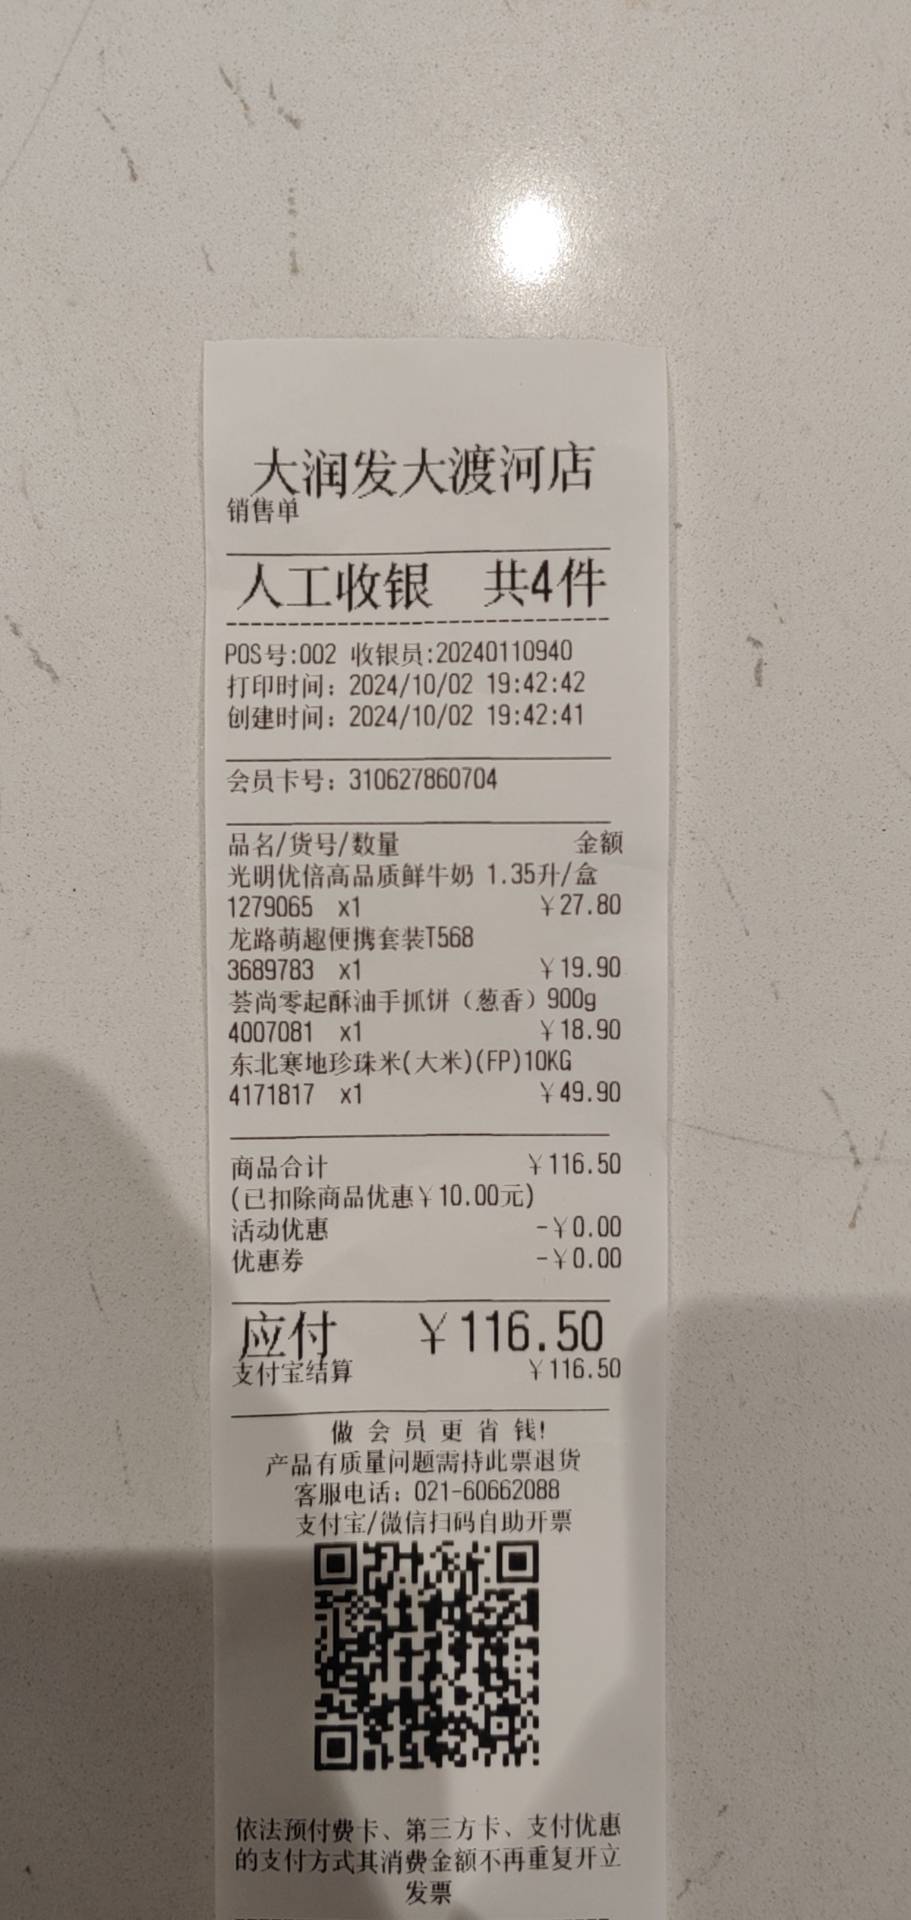 大润发大渡河店
销售单
人工收银 共4件
POS号:002 收银员:20240110940
打印时间：2024/10/02 19:42:42
创建时间：2024/10/02 19:42:41
会员卡号：310627860704
品名/货号/数量 金额
光明优倍高品质鲜牛奶 1.35升/盒
1279065 x1 ￥27.80
龙路萌趣便携套装T568
3689783 x1 ￥19.90
荟尚零起酥油手抓饼（葱香）900g
4007081 x1 ￥18.90
东北寒地珍珠米(大米)(FP)10KG
4171817 x1 ￥49.90
商品合计 ￥116.50
(已扣除商品优惠￥10.00元)
活动优惠 -￥0.00
优惠券 -￥0.00
应付 ￥116.50
支付宝结算 ￥116.50
做会员更省钱!
产品有质量问题需持此票退货
客服电话：021-60662088
支付宝/微信扫码自助开票
依法预付费卡、第三方卡、支付优惠
的支付方式其消费金额不再重复开立
发票